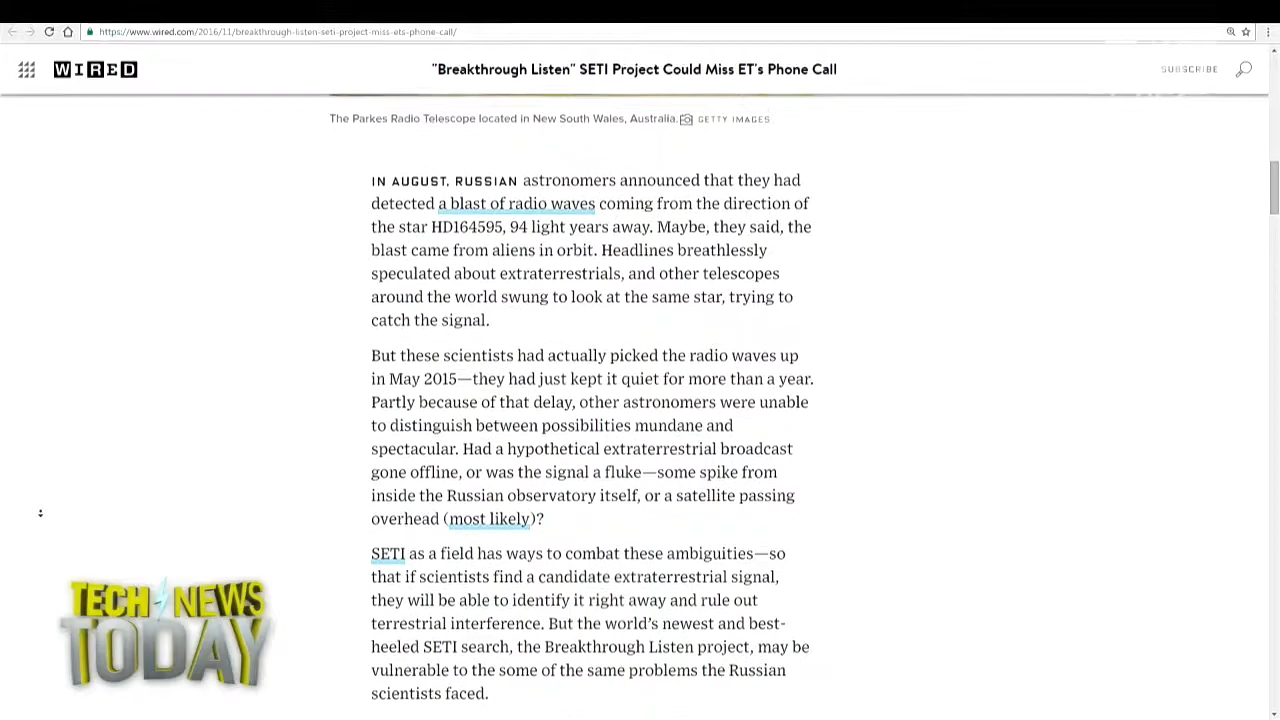 https://www.wired.com/2016/11/breakthrough-listen-seti-project-miss-ets-phone-call/
WIRED
"Breakthrough Listen" SETI Project Could Miss ET's Phone Call
SUBSCRIBE
The Parkes Radio Telescope located in New South Wales, Australia. GETTY IMAGES
IN AUGUST, RUSSIAN astronomers announced that they had
detected a blast of radio waves coming from the direction of
the star HD164595, 94 light years away. Maybe, they said, the
blast came from aliens in orbit. Headlines breathlessly
speculated about extraterrestrials, and other telescopes
around the world swung to look at the same star, trying to
catch the signal.
But these scientists had actually picked the radio waves up
in May 2015—they had just kept it quiet for more than a year.
Partly because of that delay, other astronomers were unable
to distinguish between possibilities mundane and
spectacular. Had a hypothetical extraterrestrial broadcast
gone offline, or was the signal a fluke—some spike from
inside the Russian observatory itself, or a satellite passing
overhead (most likely)?
SETI as a field has ways to combat these ambiguities—so
that if scientists find a candidate extraterrestrial signal,
they will be able to identify it right away and rule out
terrestrial interference. But the world's newest and best-
heeled SETI search, the Breakthrough Listen project, may be
vulnerable to the some of the same problems the Russian
scientists faced.
TECH NEWS
TODAY